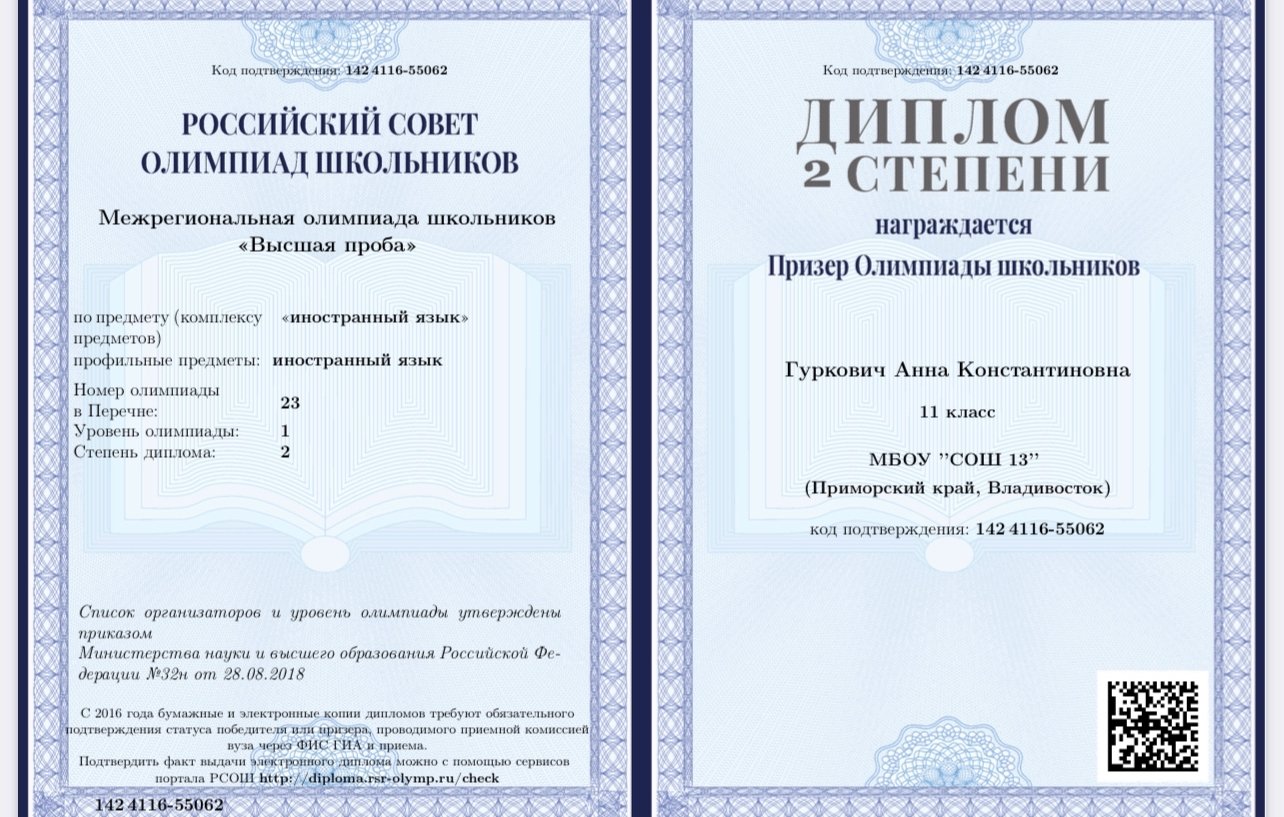 Код подтверждения: 142 4116-55062
РОССИЙСКИЙ СОВЕТ
ОЛИМПИАД ШКОЛЬНИКОВ
Межрегиональная олимпиада школьников
«Высшая проба»
по предмету (комплексу «иностранный язык»
предметов)
профильные предметы: иностранный язык
Номер олимпиады
в Перечне: 23
Уровень олимпиады: 1
Степень диплома: 2
Список организаторов и уровень олимпиады утверждены
приказом
Министерства науки и высшего образования Российской Фе-
дерации №32н от 28.08.2018
С 2016 года бумажные и электронные копии дипломов требуют обязательного
подтверждения статуса победителя или призера, проводимого приемной комиссией
вуза через ФИС ГИА и приема.
Подтвердить факт выдачи электронного диплома можно с помощью сервисов
портала РСОШ http://diploma.rsr-olymp.ru/check
142 4116-55062
Код подтверждения: 142 4116-55062
ДИПЛОМ
2 СТЕПЕНИ
награждается
Призер Олимпиады школьников
Гуркович Анна Константиновна
11 класс
МБОУ ”СОШ 13”
(Приморский край, Владивосток)
код подтверждения: 142 4116-55062